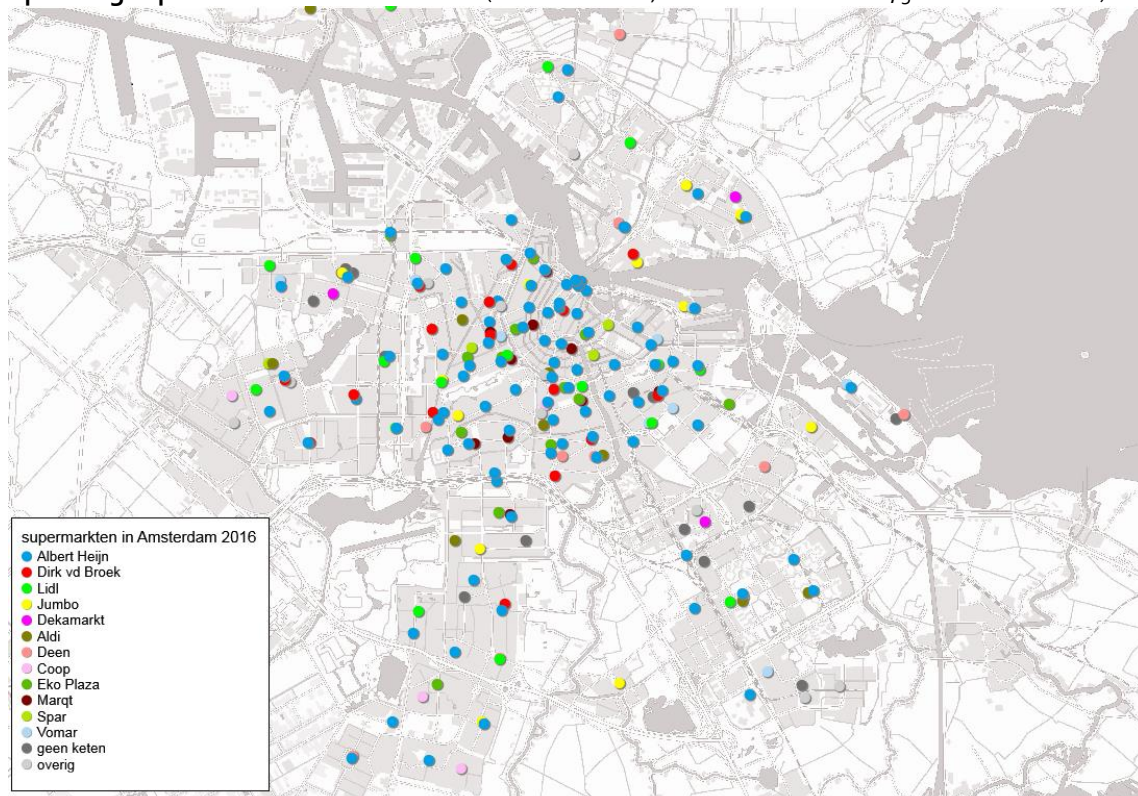 supermarkten in Amsterdam 2016
Albert Heijn
Dirk vd Broek
Lidl
Jumbo
Dekamarkt
Aldi
Deen
Coop
Eko Plaza
Marqt
Spar
Vomar
geen keten
overig